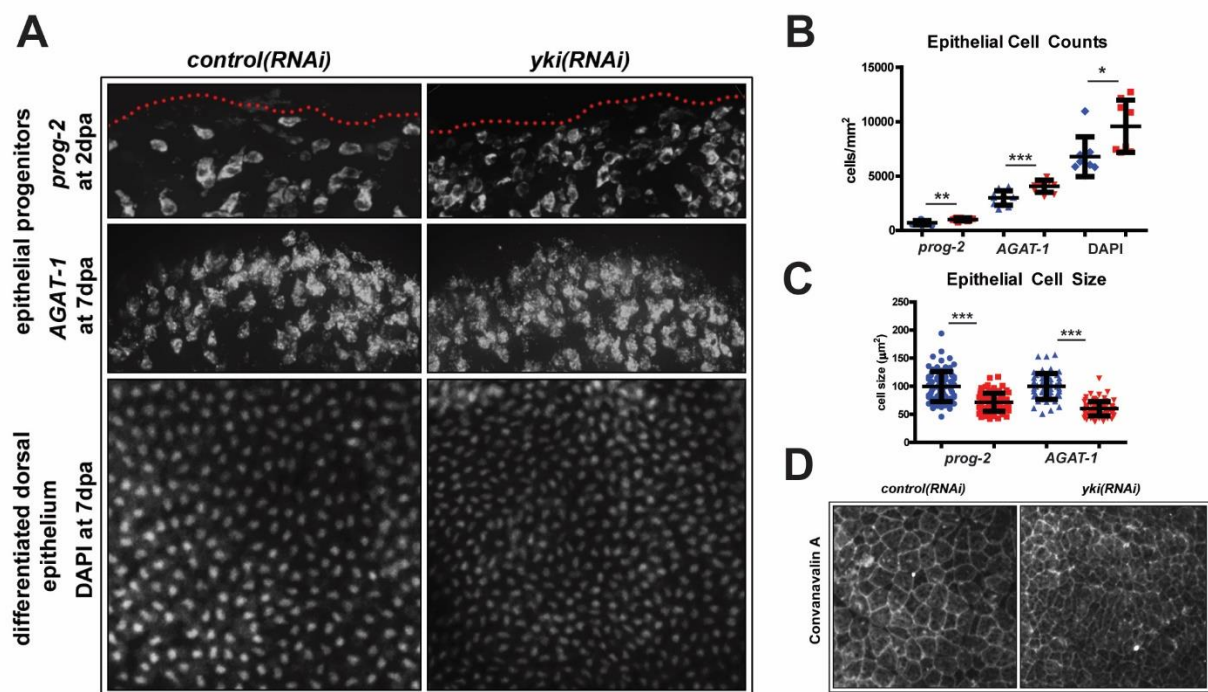 A
control(RNAi)
yki(RNAi)
epithelial progenitors
prog-2
at 2dpa
AGAT-1
at 7dpa
differentiated dorsal
epithelium
DAPI at 7dpa
B
Epithelial Cell Counts
cells/mm²
15000
10000
5000
0
**
***
*
prog-2
AGAT-1
DAPI
C
Epithelial Cell Size
cell size (µm²)
250
200
150
100
50
0
***
***
prog-2
AGAT-1
D
control(RNAi)
yki(RNAi)
Convanavalin A